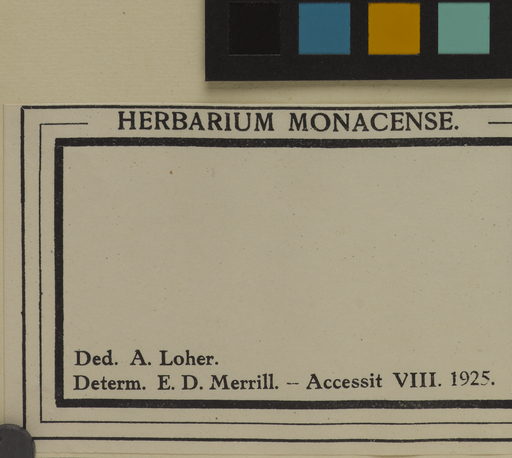 HERBARIUM MONACENSE.
Ded. A. Loher.
Determ. E. D. Merrill. – Accessit VIII. 1925.